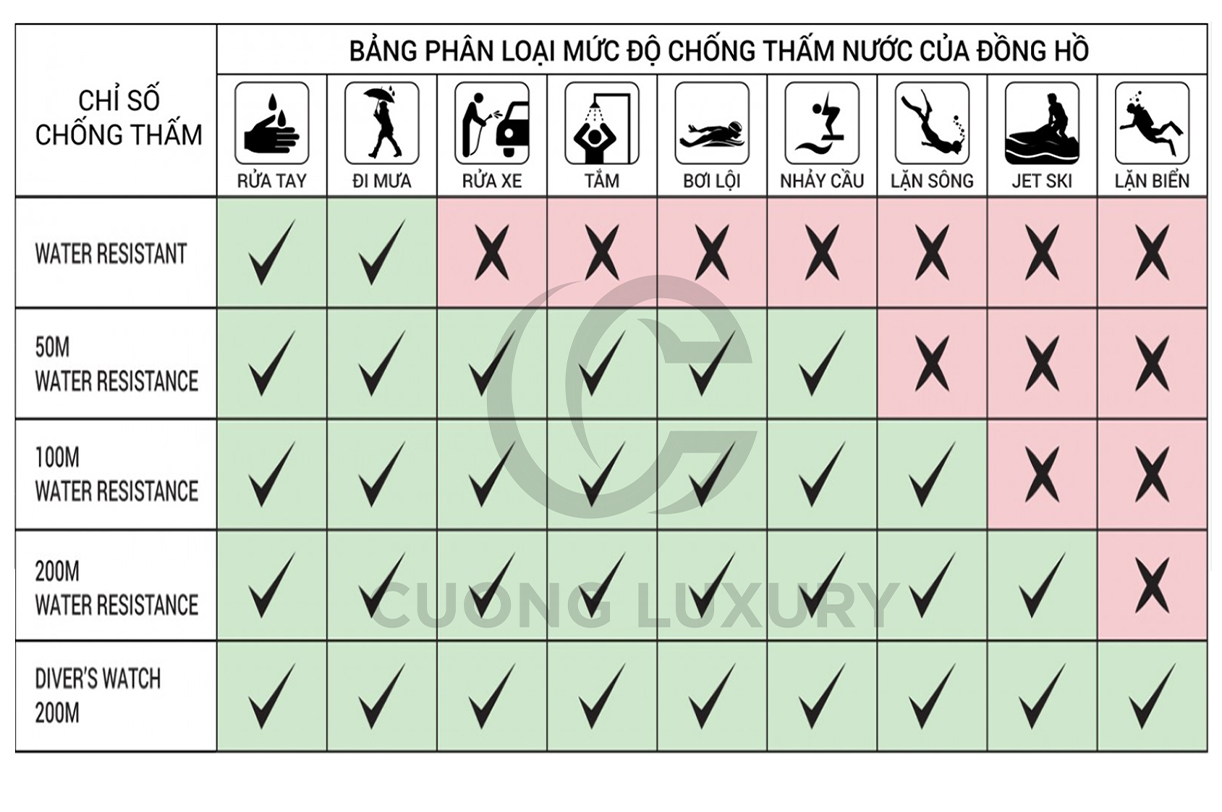 BẢNG PHÂN LOẠI MỨC ĐỘ CHỐNG THẤM NƯỚC CỦA ĐỒNG HỒ
CHỈ SỐ
CHỐNG THẤM
RỬA TAY
ĐI MƯA
RỬA XE
TẮM
BƠI LỘI
NHẢY CẦU
LẶN SÔNG
JET SKI
LẶN BIỂN
WATER RESISTANT
50M
WATER RESISTANCE
100M
WATER RESISTANCE
200M
WATER RESISTANCE
CUONG LUXURY
DIVER'S WATCH
200M